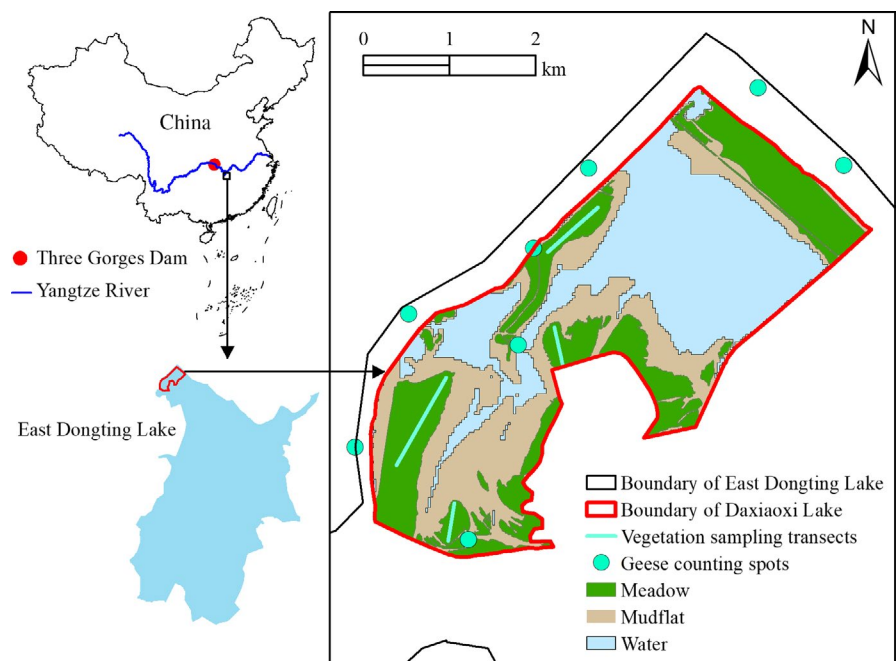 China
Three Gorges Dam
Yangtze River
East Dongting Lake
0 1 2
km
N
Boundary of East Dongting Lake
Boundary of Daxiaoxi Lake
Vegetation sampling transects
Geese counting spots
Meadow
Mudflat
Water